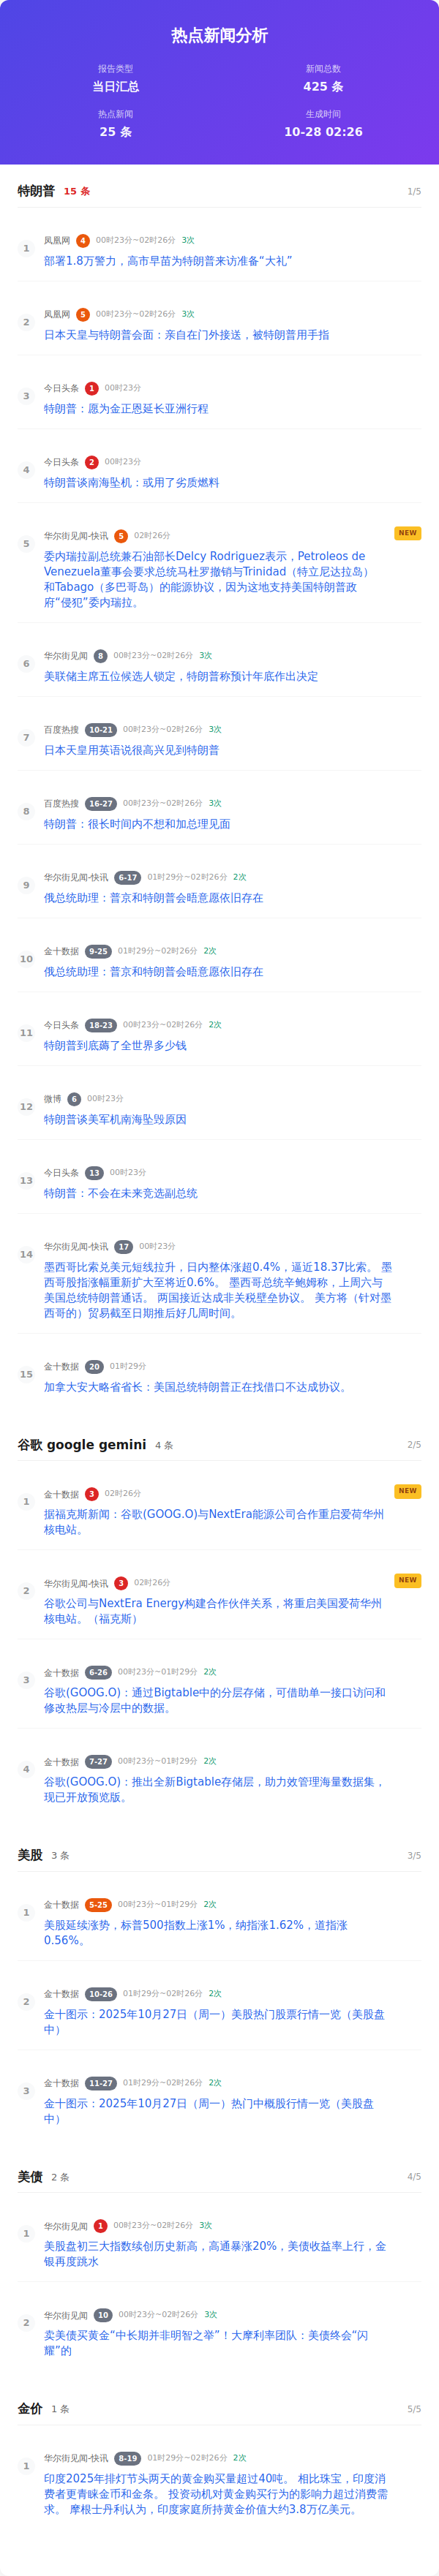 热点新闻分析
报告类型
当日汇总
新闻总数
425 条
热点新闻
25 条
生成时间
10-28 02:26
特朗普 15 条 1/5
1
凤凰网 4 00时23分~02时26分 3次
部署1.8万警力，高市早苗为特朗普来访准备“大礼”
2
凤凰网 5 00时23分~02时26分 3次
日本天皇与特朗普会面：亲自在门外接送，被特朗普用手指
3
今日头条 1 00时23分
特朗普：愿为金正恩延长亚洲行程
4
今日头条 2 00时23分
特朗普谈南海坠机：或用了劣质燃料
5
华尔街见闻-快讯 5 02时26分 NEW
委内瑞拉副总统兼石油部长Delcy Rodriguez表示，Petroleos de
Venezuela董事会要求总统马杜罗撤销与Trinidad（特立尼达拉岛）
和Tabago（多巴哥岛）的能源协议，因为这地支持美国特朗普政
府“侵犯”委内瑞拉。
6
华尔街见闻 8 00时23分~02时26分 3次
美联储主席五位候选人锁定，特朗普称预计年底作出决定
7
百度热搜 10-21 00时23分~02时26分 3次
日本天皇用英语说很高兴见到特朗普
8
百度热搜 16-27 00时23分~02时26分 3次
特朗普：很长时间内不想和加总理见面
9
华尔街见闻-快讯 6-17 01时29分~02时26分 2次
俄总统助理：普京和特朗普会晤意愿依旧存在
10
金十数据 9-25 01时29分~02时26分 2次
俄总统助理：普京和特朗普会晤意愿依旧存在
11
今日头条 18-23 00时23分~02时26分 2次
特朗普到底薅了全世界多少钱
12
微博 6 00时23分
特朗普谈美军机南海坠毁原因
13
今日头条 13 00时23分
特朗普：不会在未来竞选副总统
14
华尔街见闻-快讯 17 00时23分
墨西哥比索兑美元短线拉升，日内整体涨超0.4%，逼近18.37比索。 墨
西哥股指涨幅重新扩大至将近0.6%。 墨西哥总统辛鲍姆称，上周六与
美国总统特朗普通话。 两国接近达成非关税壁垒协议。 美方将（针对墨
西哥的）贸易截至日期推后好几周时间。
15
金十数据 20 01时29分
加拿大安大略省省长：美国总统特朗普正在找借口不达成协议。
谷歌 google gemini 4 条 2/5
1
金十数据 3 02时26分 NEW
据福克斯新闻：谷歌(GOOG.O)与NextEra能源公司合作重启爱荷华州
核电站。
2
华尔街见闻-快讯 3 02时26分 NEW
谷歌公司与NextEra Energy构建合作伙伴关系，将重启美国爱荷华州
核电站。（福克斯）
3
金十数据 6-26 00时23分~01时29分 2次
谷歌(GOOG.O)：通过Bigtable中的分层存储，可借助单一接口访问和
修改热层与冷层中的数据。
4
金十数据 7-27 00时23分~01时29分 2次
谷歌(GOOG.O)：推出全新Bigtable存储层，助力效管理海量数据集，
现已开放预览版。
美股 3 条 3/5
1
金十数据 5-25 00时23分~01时29分 2次
美股延续涨势，标普500指数上涨1%，纳指涨1.62%，道指涨
0.56%。
2
金十数据 10-26 01时29分~02时26分 2次
金十图示：2025年10月27日（周一）美股热门股票行情一览（美股盘
中）
3
金十数据 11-27 01时29分~02时26分 2次
金十图示：2025年10月27日（周一）热门中概股行情一览（美股盘
中）
美债 2 条 4/5
1
华尔街见闻 1 00时23分~02时26分 3次
美股盘初三大指数续创历史新高，高通暴涨20%，美债收益率上行，金
银再度跳水
2
华尔街见闻 10 00时23分~02时26分 3次
卖美债买黄金“中长期并非明智之举”！大摩利率团队：美债终会“闪
耀”的
金价 1 条 5/5
1
华尔街见闻-快讯 8-19 01时29分~02时26分 2次
印度2025年排灯节头两天的黄金购买量超过40吨。 相比珠宝，印度消
费者更青睐金币和金条。 投资动机对黄金购买行为的影响力超过消费需
求。 摩根士丹利认为，印度家庭所持黄金价值大约3.8万亿美元。